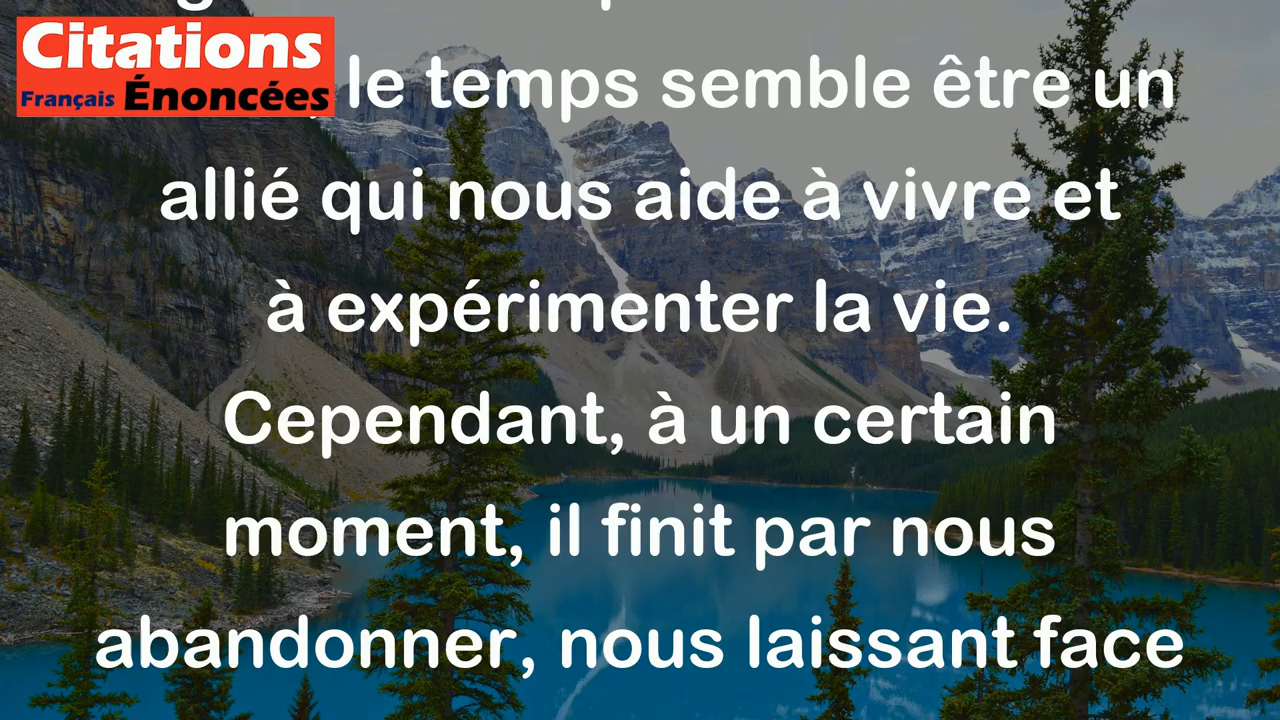 Citations
Français Énoncées
le temps semble être un
allié qui nous aide à vivre et
à expérimenter la vie.
Cependant, à un certain
moment, il finit par nous
abandonner, nous laissant face